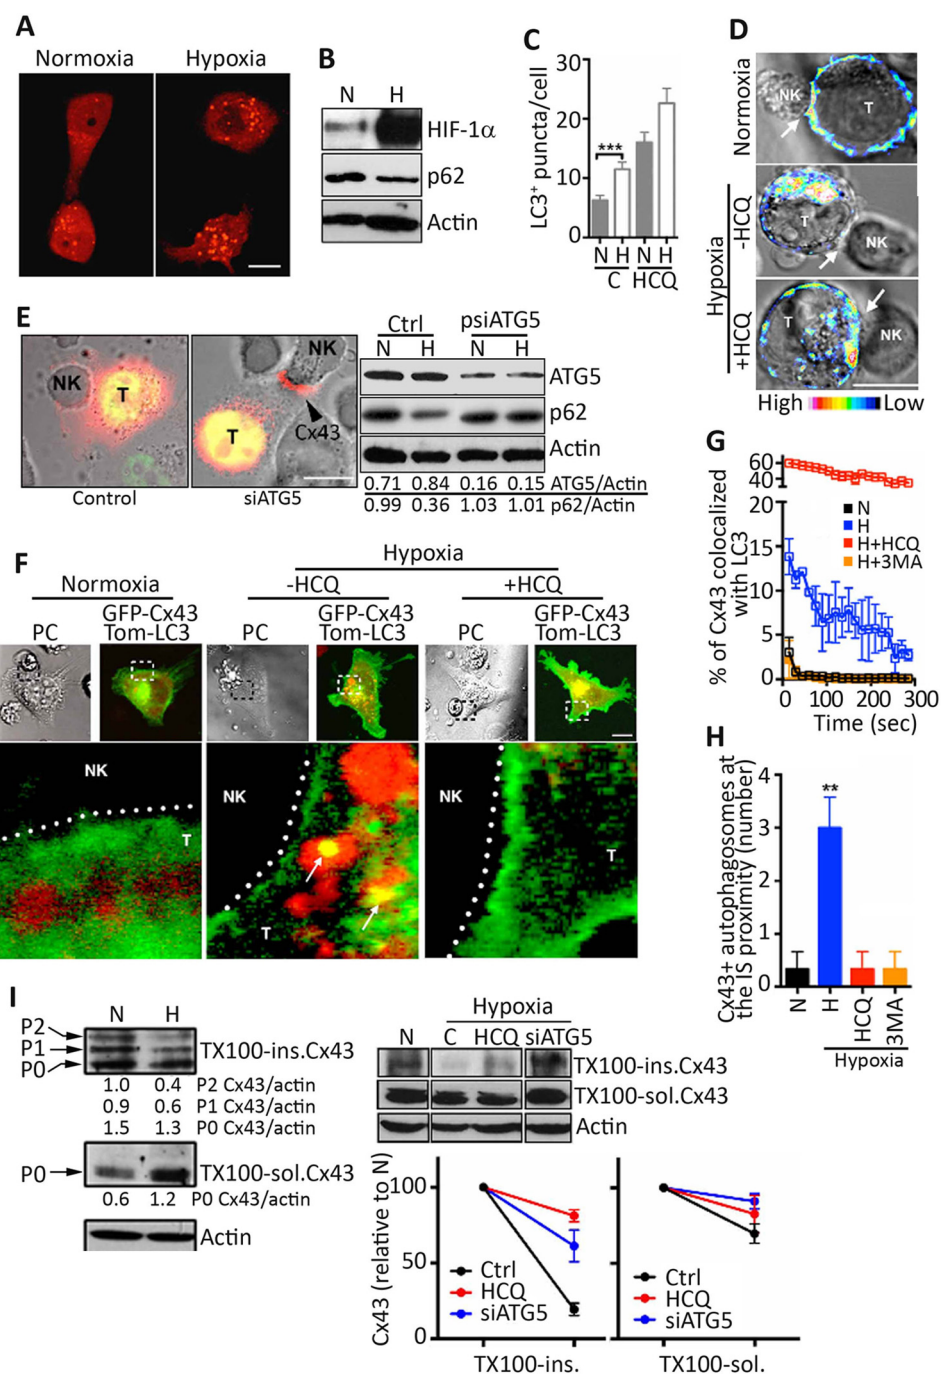 A
Normoxia Hypoxia
B
N H
HIF-1α
p62
Actin
C
LC3+ puncta/cell
30
20
10
0
***
N H N H
C HCQ
D
Normoxia
Hypoxia
-HCQ
+HCQ
NK
T
T
NK
T
NK
High Low
E
NK
T
NK
T
Cx43
Control siATG5
Ctrl psiATG5
N H N H
ATG5
p62
Actin
0.71 0.84 0.16 0.15 ATG5/Actin
0.99 0.36 1.03 1.01 p62/Actin
F
Hypoxia
Normoxia -HCQ +HCQ
GFP-Cx43 GFP-Cx43 GFP-Cx43
PC Tom-LC3 PC Tom-LC3 PC Tom-LC3
NK
T
NK
T
NK
T
G
% of Cx43 colocalized
with LC3
60
40
20
15
10
5
0
N
H
H+HCQ
H+3MA
0 100 200 300
Time (sec)
H
Cx43+ autophagosomes at
the IS proximity (number)
4
3
2
1
0
**
N H HCQ 3MA
Hypoxia
I
N H
P2
P1
P0
TX100-ins.Cx43
1.0 0.4 P2 Cx43/actin
0.9 0.6 P1 Cx43/actin
1.5 1.3 P0 Cx43/actin
P0
TX100-sol.Cx43
0.6 1.2 P0 Cx43/actin
Actin
Hypoxia
N C HCQ siATG5
TX100-ins.Cx43
TX100-sol.Cx43
Actin
Cx43 (relative to N)
100
50
0
Ctrl
HCQ
siATG5
TX100-ins.
Ctrl
HCQ
siATG5
TX100-sol.